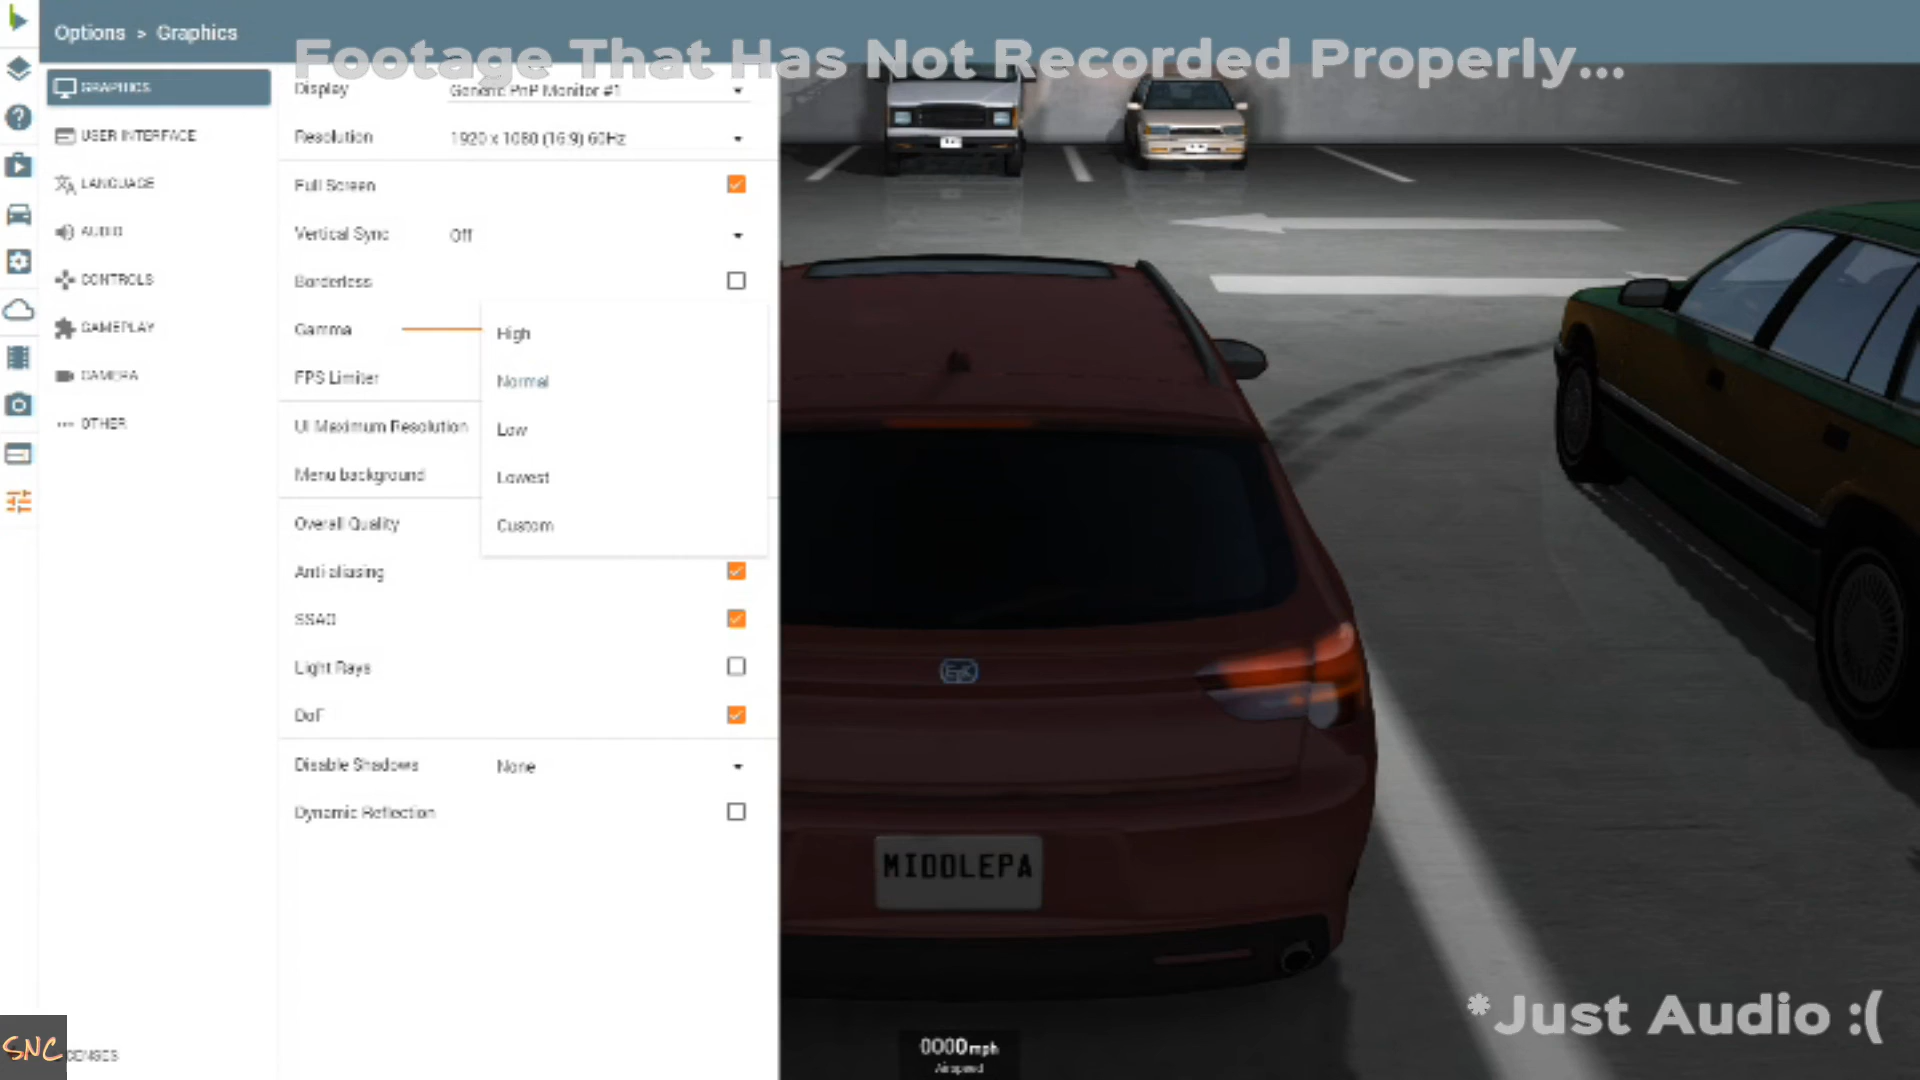 Options > Graphics
Footage That Has Not Recorded Properly...
GRAPHICS
USER INTERFACE
LANGUAGE
AUDIO
CONTROLS
GAMEPLAY
CAMERA
OTHER
Display Generic PnP Monitor #1
Resolution 1920 x 1080 (16:9) 60Hz
Full Screen
Vertical Sync Off
Borderless
Gamma
FPS Limiter
UI Maximum Resolution
Menu background
Overall Quality
High
Normal
Low
Lowest
Custom
Anti-aliasing
SSAO
Light Rays
DoF
Disable Shadows None
Dynamic Reflection
ETK
MIDDLEPA
*Just Audio :(
0000mph
Airspeed
SNC